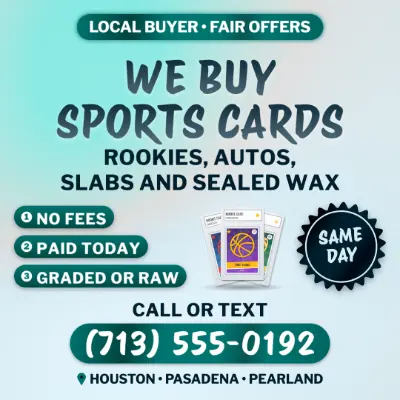 LOCAL BUYER • FAIR OFFERS
WE BUY
SPORTS CARDS
ROOKIES, AUTOS,
SLABS AND SEALED WAX
1 NO FEES
2 PAID TODAY
3 GRADED OR RAW
SAME
DAY
CALL OR TEXT
(713) 555-0192
HOUSTON • PASADENA • PEARLAND